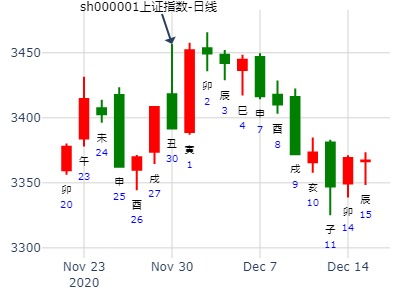 sh000001上证指数-日线
3450
3400
3350
3300
卯
20
午
23
未
24
申
25
酉
26
戌
27
丑
30
寅
1
卯
2
辰
3
巳
4
申
7
酉
8
戌
9
亥
10
子
11
卯
14
辰
15
Nov 23
2020
Nov 30
Dec 7
Dec 14